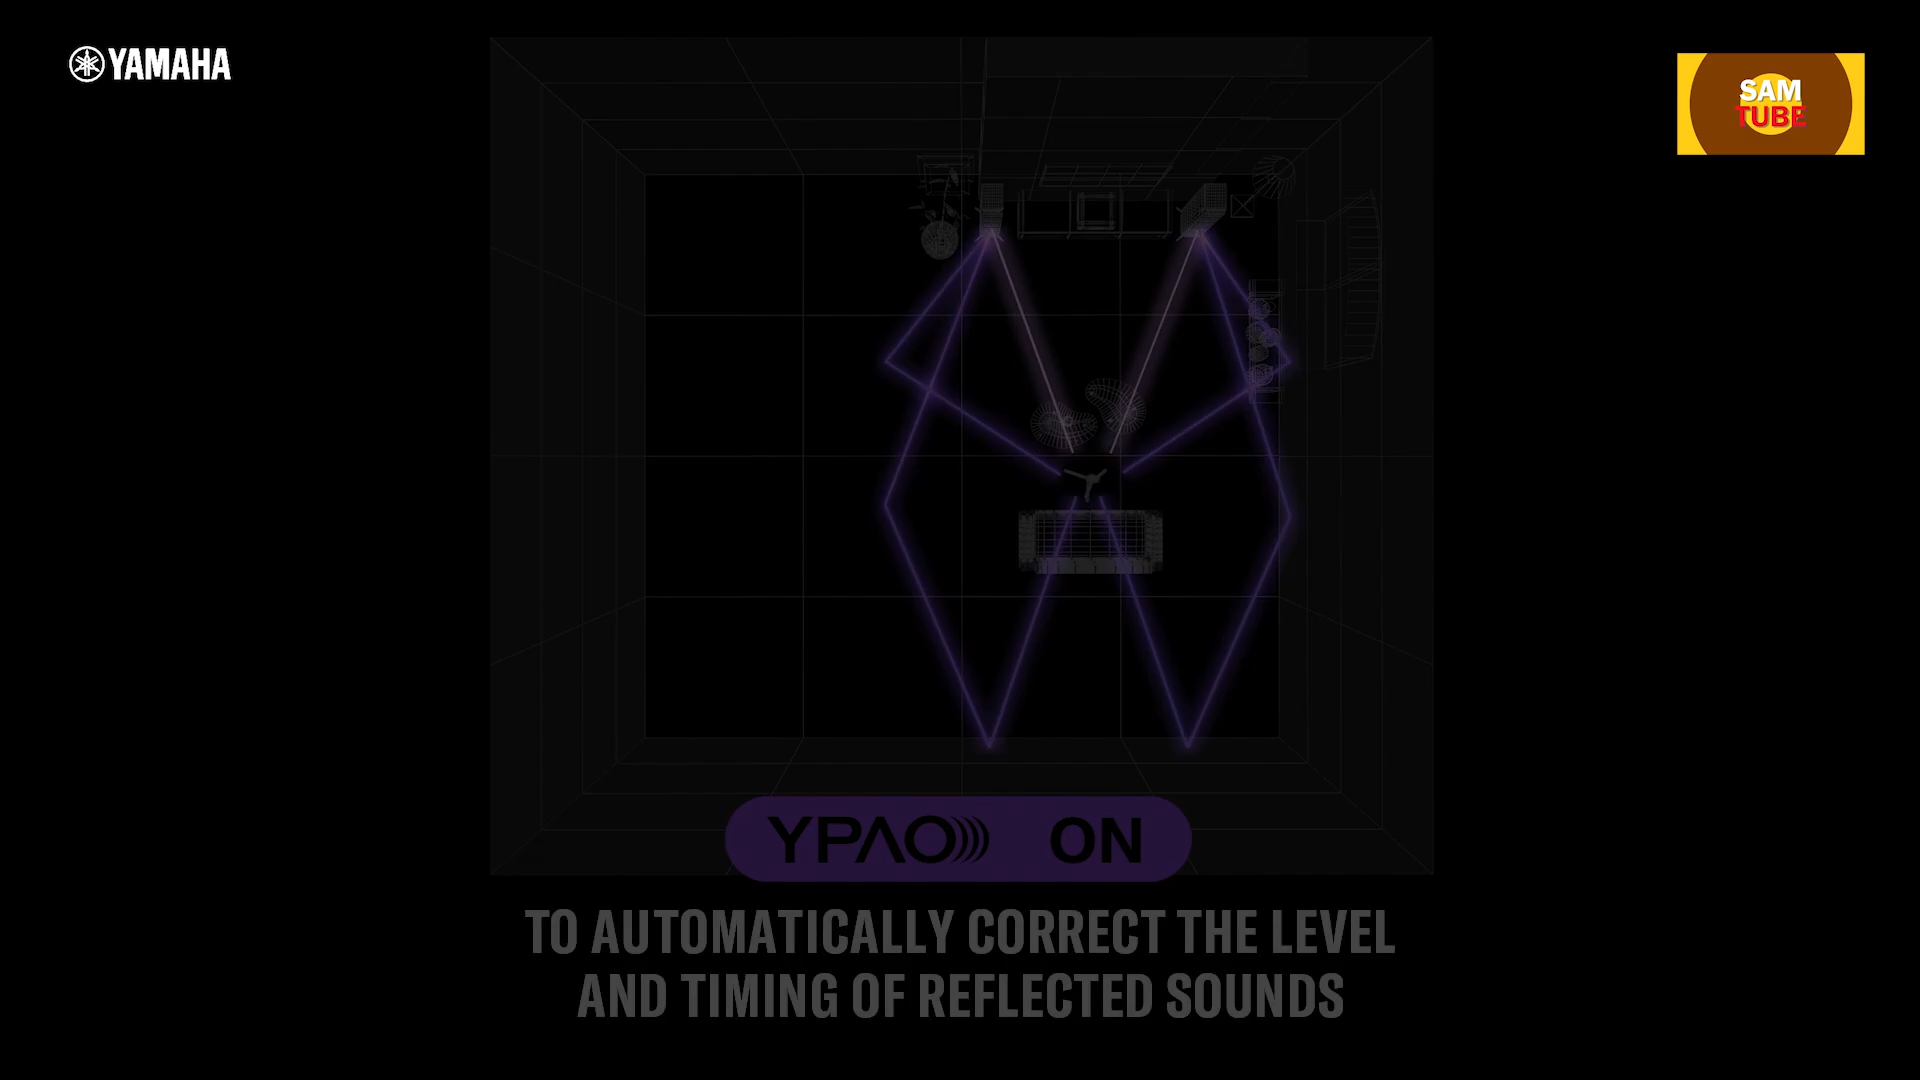 YAMAHA
SAM
TUBE
YPAO ON
TO AUTOMATICALLY CORRECT THE LEVEL
AND TIMING OF REFLECTED SOUNDS